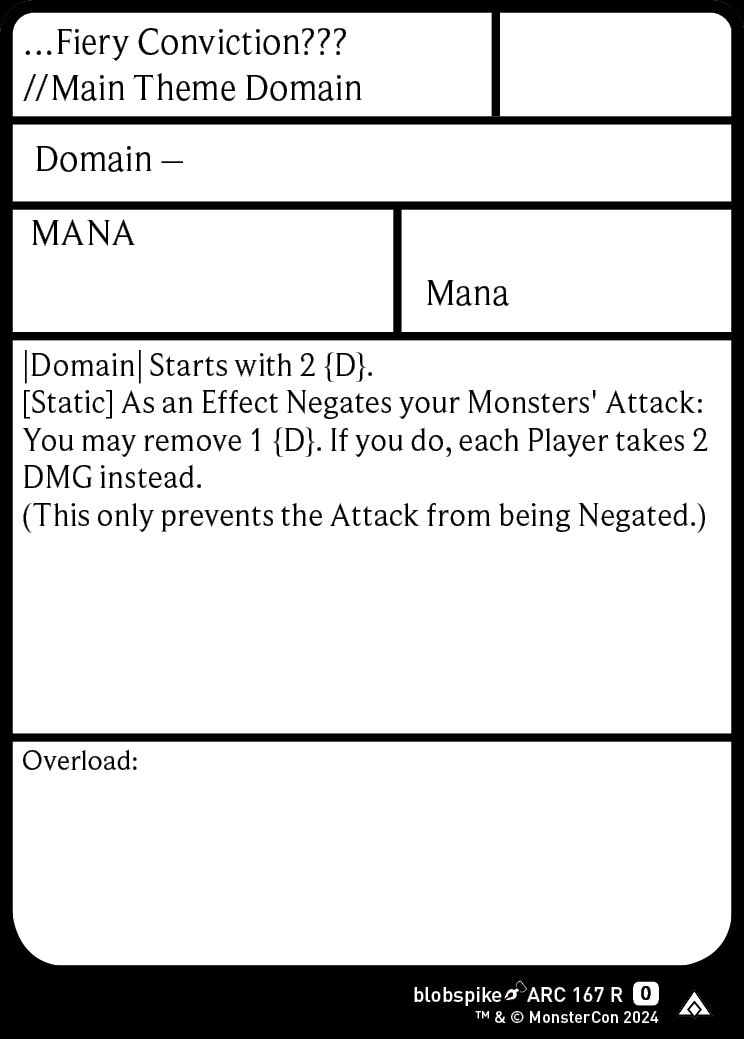 ...Fiery Conviction???
//Main Theme Domain
Domain –
MANA
Mana
|Domain| Starts with 2 {D}.
[Static] As an Effect Negates your Monsters' Attack:
You may remove 1 {D}. If you do, each Player takes 2
DMG instead.
(This only prevents the Attack from being Negated.)
Overload:
blobspike ARC 167 R 0
™ & © MonsterCon 2024